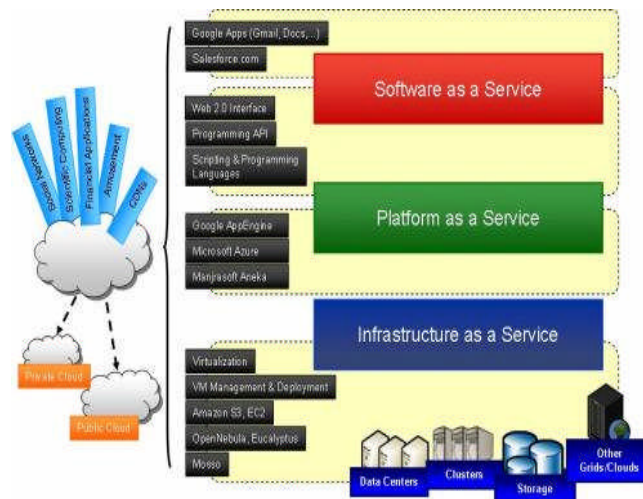 Google Apps (Gmail, Docs,...)
Salesforce.com
Software as a Service
Web 2.0 Interface
Programming API
Scripting & Programming
Languages
Platform as a Service
Google AppEngine
Microsoft Azure
Manjrasoft Aneka
Infrastructure as a Service
Virtualization
VM Management & Deployment
Amazon S3, EC2
OpenNebula, Eucalyptus
Mosso
Social Networks
Scientific Computing
Financial Applications
Amusement
CDNs
Private Cloud
Public Cloud
Data Centers
Clusters
Storage
Other
Grids/Clouds